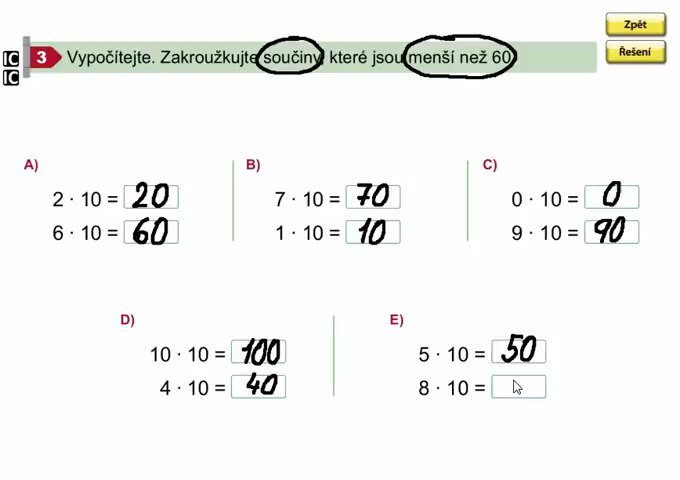 Zpět
3 Vypočítejte. Zakroužkujte součiny, které jsou menší než 60.
Řešení
A) B) C)
2 · 10 = 20 7 · 10 = 70 0 · 10 = 0
6 · 10 = 60 1 · 10 = 10 9 · 10 = 90
D) E)
10 · 10 = 100 5 · 10 = 50
4 · 10 = 40 8 · 10 =